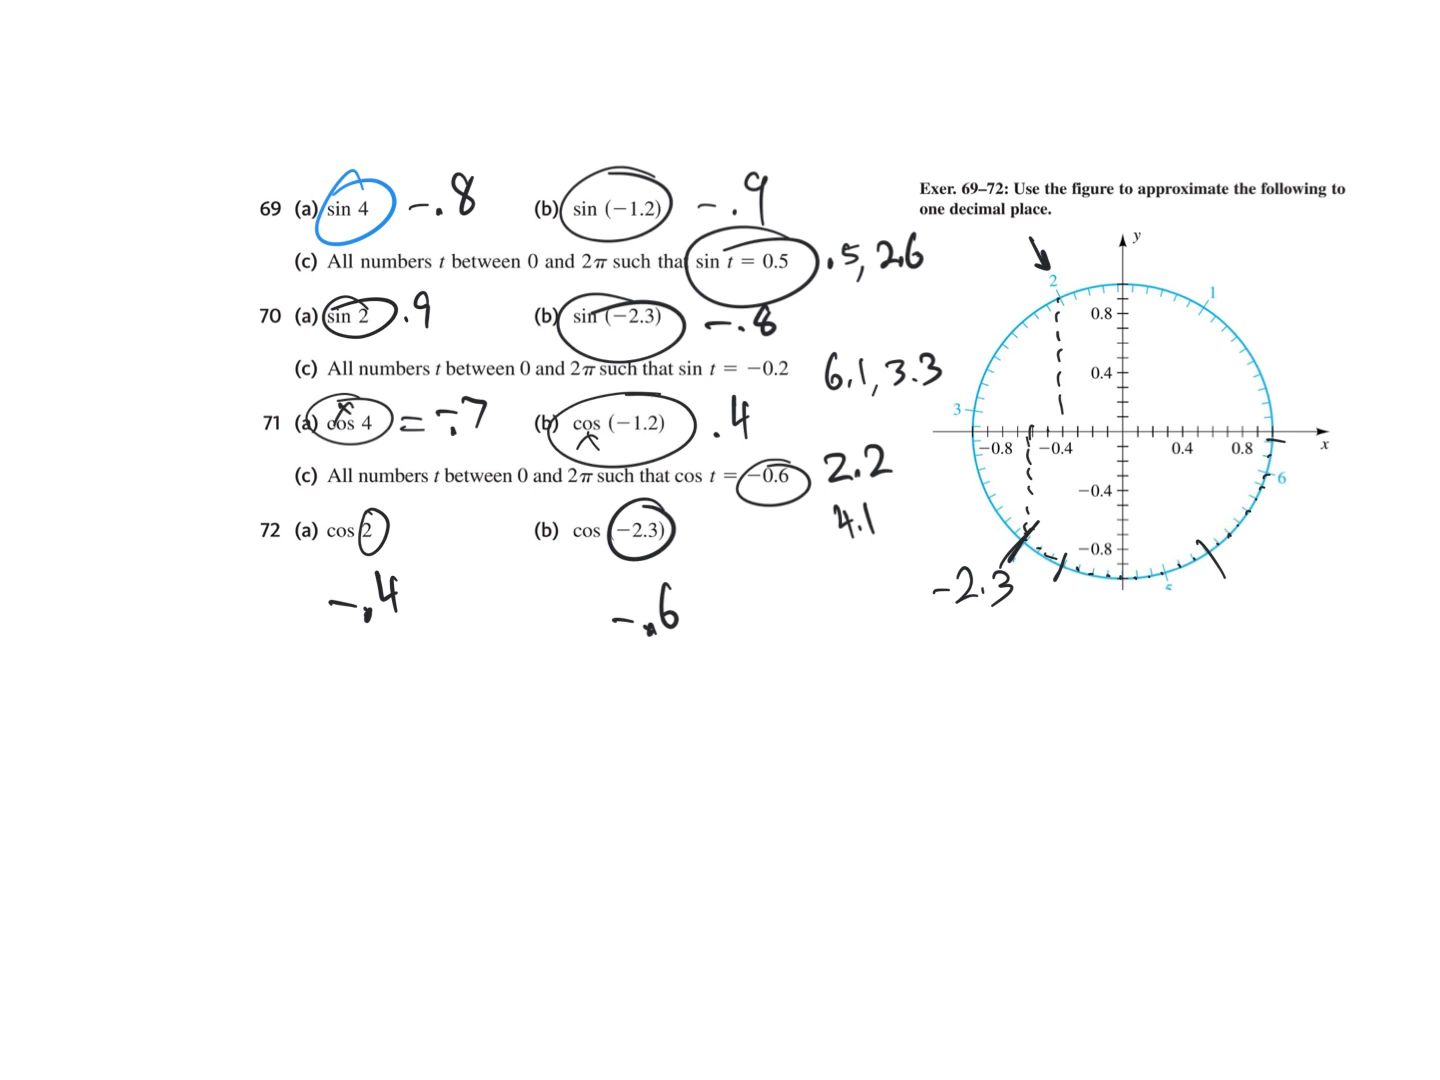 69 (a) sin 4 -.8 (b) sin (−1.2) -.9
(c) All numbers t between 0 and 2π such that sin t = 0.5 .5, 2.6
70 (a) sin 2 .9 (b) sin (−2.3) -.8
(c) All numbers t between 0 and 2π such that sin t = −0.2 6.1, 3.3
71 (a) cos 4 x = -.7 (b) cos (−1.2) x .4
(c) All numbers t between 0 and 2π such that cos t = −0.6 2.2
4.1
72 (a) cos 2 (b) cos (−2.3)
-.4 -.6
Exer. 69–72: Use the figure to approximate the following to
one decimal place.
y
2 1
0.8
0.4
3
−0.8 −0.4 0.4 0.8 x
6
−0.4
−0.8
-2.3 5